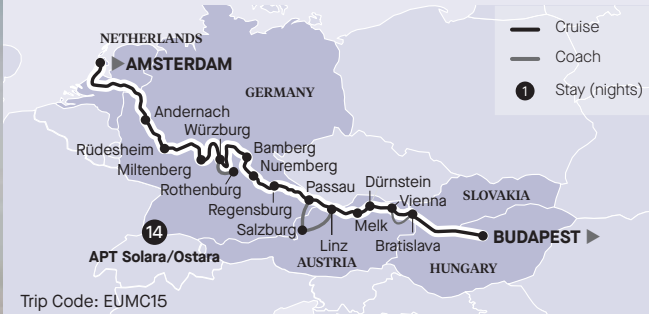 NETHERLANDS
AMSTERDAM
GERMANY
Andernach
Würzburg
Rüdesheim
Miltenberg
Rothenburg
Bamberg
Nuremberg
Regensburg
Salzburg
Passau
Dürnstein
Vienna
SLOVAKIA
Linz
Melk
Bratislava
BUDAPEST
AUSTRIA
HUNGARY
14
APT Solara/Ostara
Trip Code: EUMC15
Cruise
Coach
1 Stay (nights)